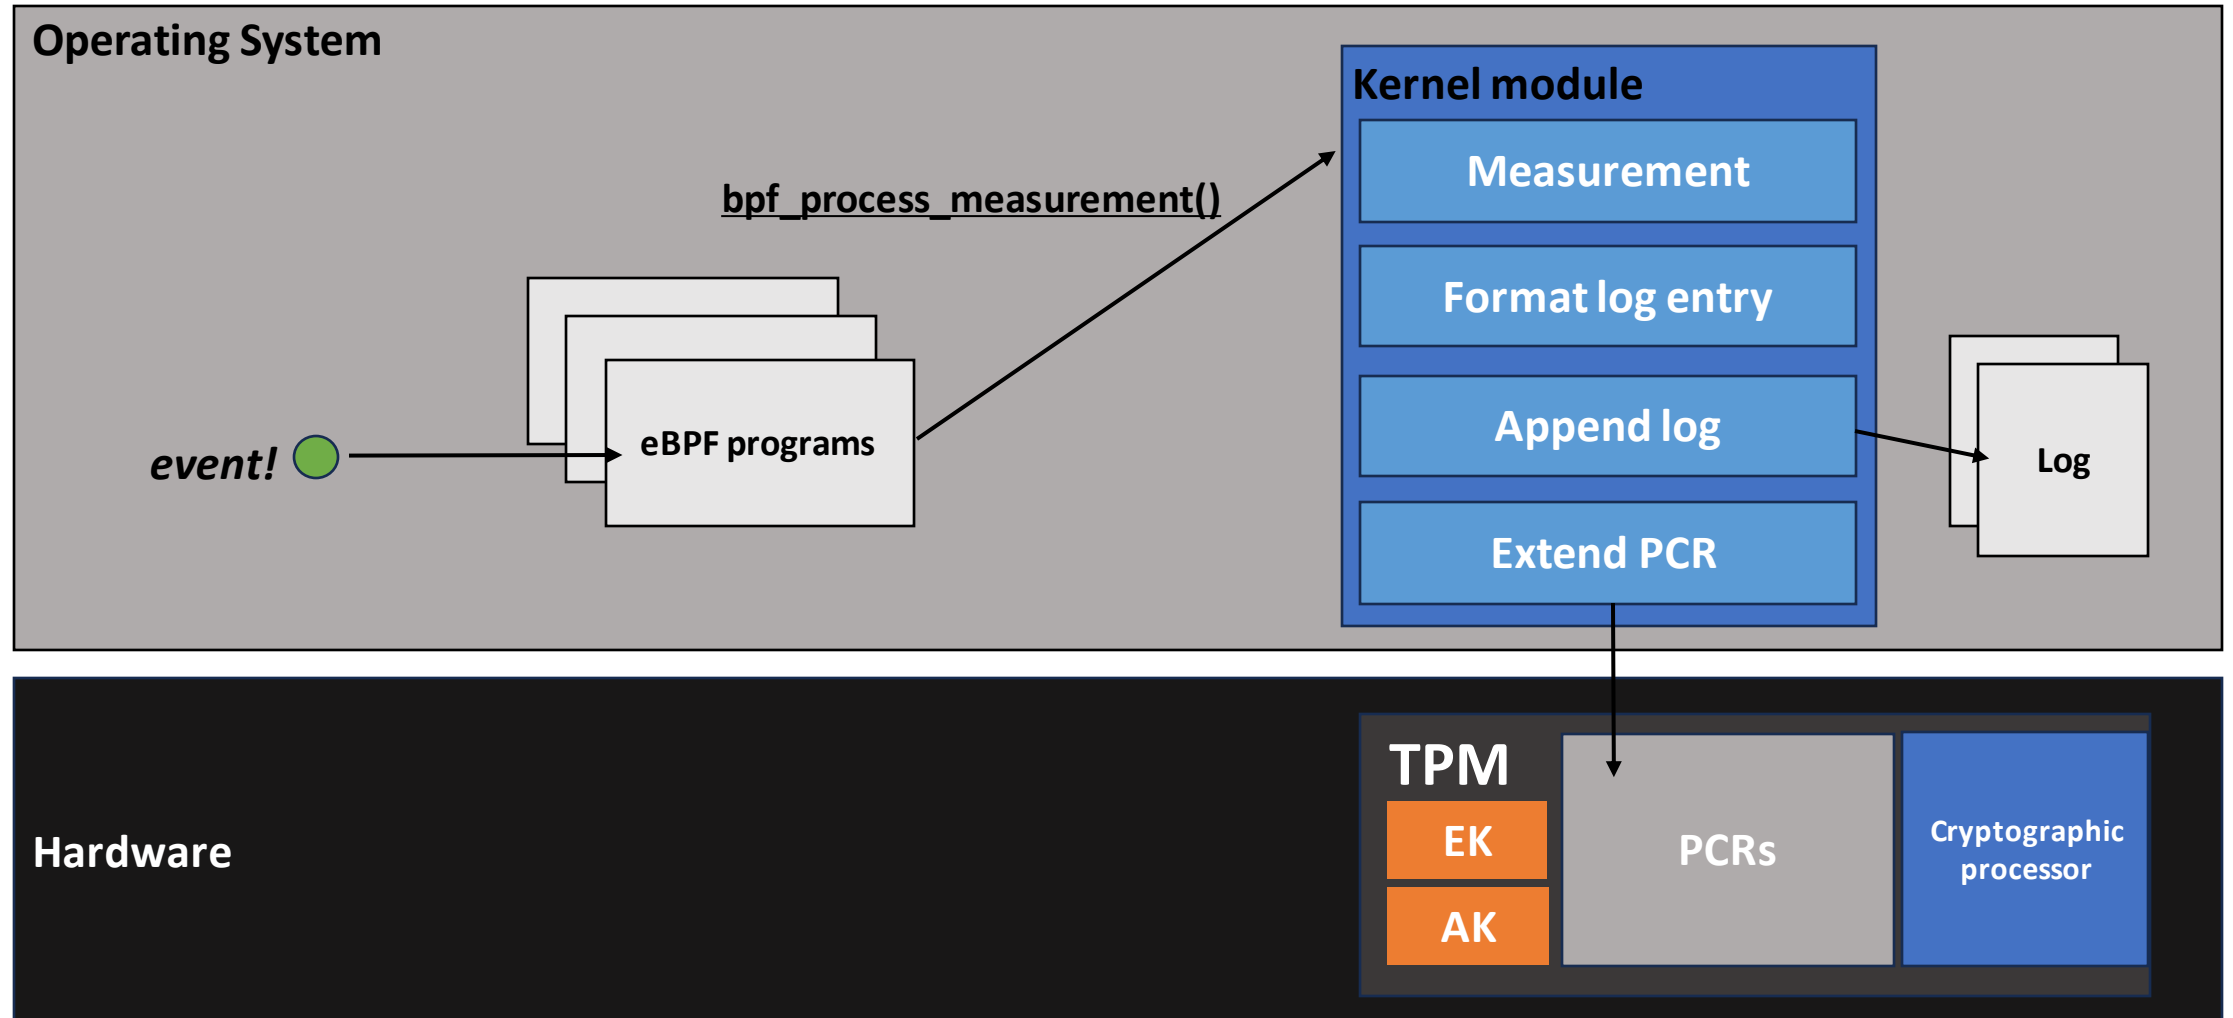 Operating System
Kernel module
Measurement
bpf_process_measurement()
Format log entry
Append log
event!
eBPF programs
Log
Extend PCR
TPM
EK
AK
PCRs
Cryptographic
processor
Hardware